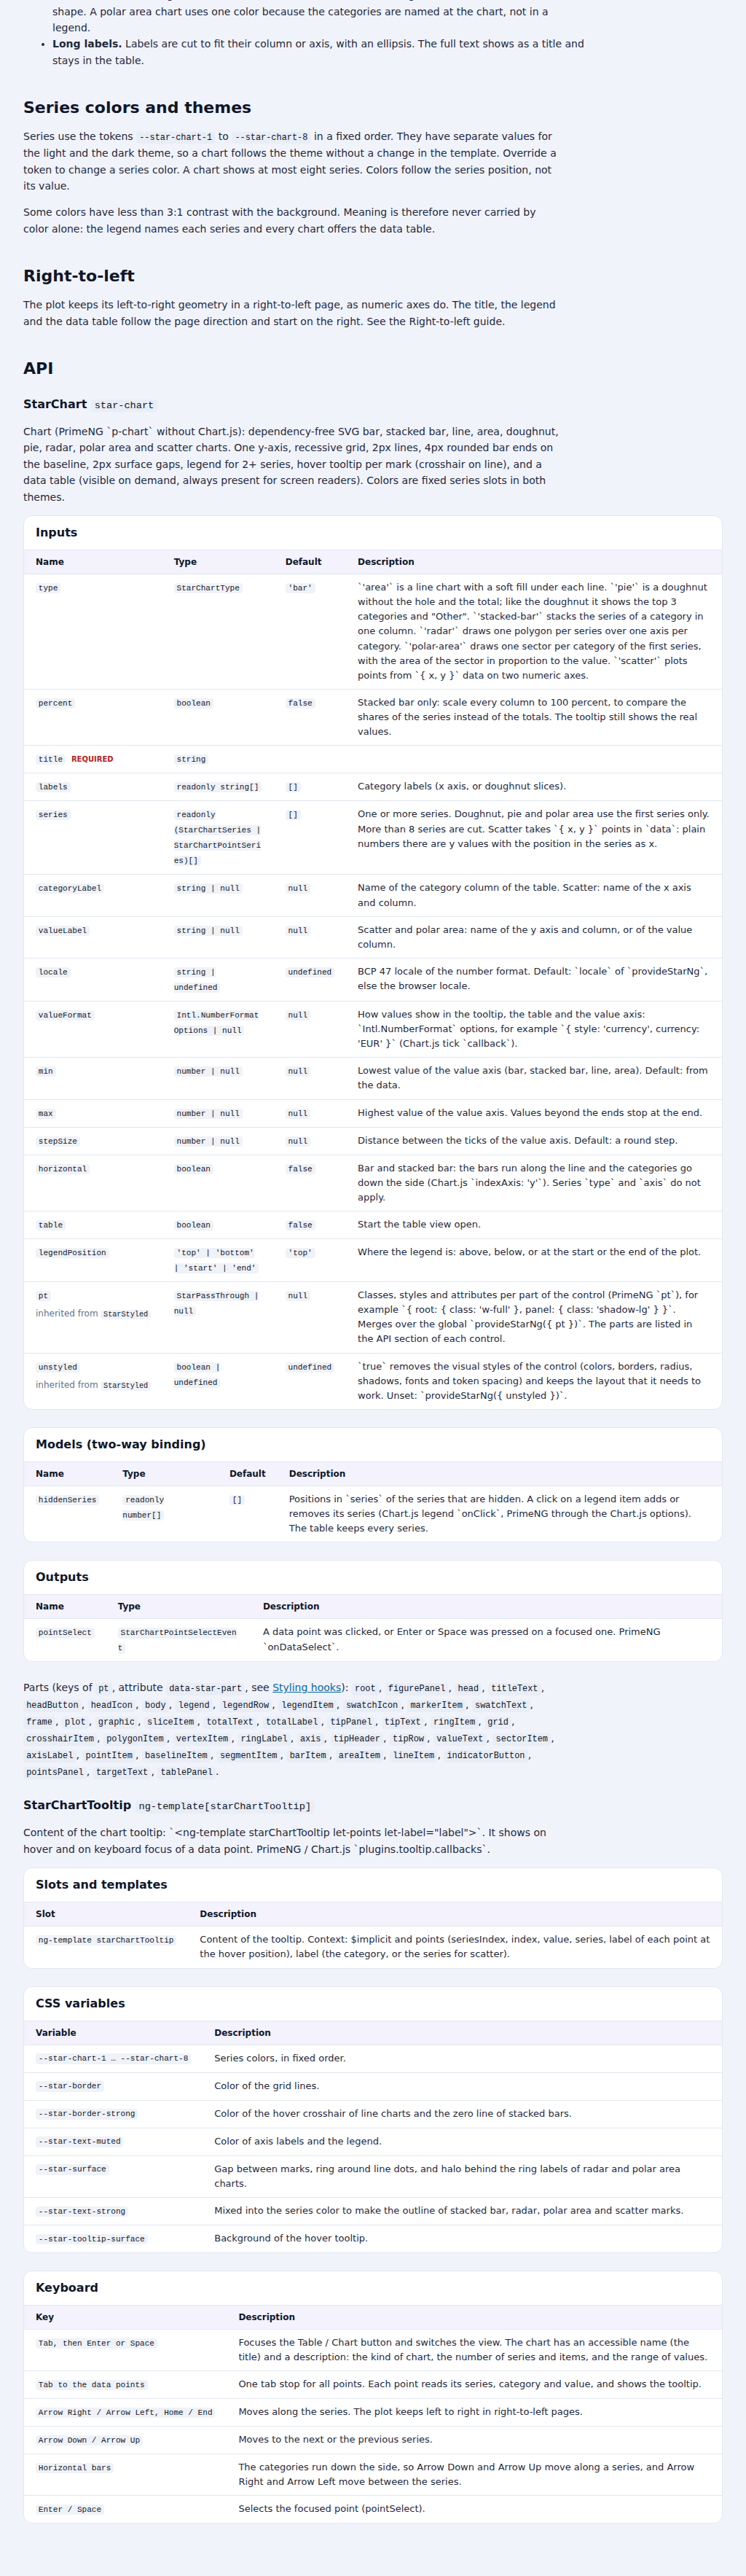 shape. A polar area chart uses one color because the categories are named at the chart, not in a
legend.
• Long labels. Labels are cut to fit their column or axis, with an ellipsis. The full text shows as a title and
stays in the table.
Series colors and themes
Series use the tokens --star-chart-1 to --star-chart-8 in a fixed order. They have separate values for
the light and the dark theme, so a chart follows the theme without a change in the template. Override a
token to change a series color. A chart shows at most eight series. Colors follow the series position, not
its value.
Some colors have less than 3:1 contrast with the background. Meaning is therefore never carried by
color alone: the legend names each series and every chart offers the data table.
Right-to-left
The plot keeps its left-to-right geometry in a right-to-left page, as numeric axes do. The title, the legend
and the data table follow the page direction and start on the right. See the Right-to-left guide.
API
StarChart star-chart
Chart (PrimeNG `p-chart` without Chart.js): dependency-free SVG bar, stacked bar, line, area, doughnut,
pie, radar, polar area and scatter charts. One y-axis, recessive grid, 2px lines, 4px rounded bar ends on
the baseline, 2px surface gaps, legend for 2+ series, hover tooltip per mark (crosshair on line), and a
data table (visible on demand, always present for screen readers). Colors are fixed series slots in both
themes.
Inputs
Name Type Default Description
type StarChartType 'bar' `'area'` is a line chart with a soft fill under each line. `'pie'` is a doughnut
without the hole and the total; like the doughnut it shows the top 3
categories and "Other". `'stacked-bar'` stacks the series of a category in
one column. `'radar'` draws one polygon per series over one axis per
category. `'polar-area'` draws one sector per category of the first series,
with the area of the sector in proportion to the value. `'scatter'` plots
points from `{ x, y }` data on two numeric axes.
percent boolean false Stacked bar only: scale every column to 100 percent, to compare the
shares of the series instead of the totals. The tooltip still shows the real
values.
title REQUIRED string
labels readonly string[] [] Category labels (x axis, or doughnut slices).
series readonly [] One or more series. Doughnut, pie and polar area use the first series only.
(StarChartSeries | More than 8 series are cut. Scatter takes `{ x, y }` points in `data`: plain
StarChartPointSeri numbers there are y values with the position in the series as x.
es)[]
categoryLabel string | null null Name of the category column of the table. Scatter: name of the x axis
and column.
valueLabel string | null null Scatter and polar area: name of the y axis and column, or of the value
column.
locale string | undefined BCP 47 locale of the number format. Default: `locale` of `provideStarNg`,
undefined else the browser locale.
valueFormat Intl.NumberFormat null How values show in the tooltip, the table and the value axis:
Options | null `Intl.NumberFormat` options, for example `{ style: 'currency', currency:
'EUR' }` (Chart.js tick `callback`).
min number | null null Lowest value of the value axis (bar, stacked bar, line, area). Default: from
the data.
max number | null null Highest value of the value axis. Values beyond the ends stop at the end.
stepSize number | null null Distance between the ticks of the value axis. Default: a round step.
horizontal boolean false Bar and stacked bar: the bars run along the line and the categories go
down the side (Chart.js `indexAxis: 'y'`). Series `type` and `axis` do not
apply.
table boolean false Start the table view open.
legendPosition 'top' | 'bottom' 'top' Where the legend is: above, below, or at the start or the end of the plot.
| 'start' | 'end'
pt StarPassThrough | null Classes, styles and attributes per part of the control (PrimeNG `pt`), for
inherited from StarStyled null example `{ root: { class: 'w-full' }, panel: { class: 'shadow-lg' } }`.
Merges over the global `provideStarNg({ pt })`. The parts are listed in
the API section of each control.
unstyled boolean | undefined `true` removes the visual styles of the control (colors, borders, radius,
inherited from StarStyled undefined shadows, fonts and token spacing) and keeps the layout that it needs to
work. Unset: `provideStarNg({ unstyled })`.
Models (two-way binding)
Name Type Default Description
hiddenSeries readonly [] Positions in `series` of the series that are hidden. A click on a legend item adds or
number[] removes its series (Chart.js legend `onClick`, PrimeNG through the Chart.js options).
The table keeps every series.
Outputs
Name Type Description
pointSelect StarChartPointSelectEven A data point was clicked, or Enter or Space was pressed on a focused one. PrimeNG
t `onDataSelect`.
Parts (keys of pt, attribute data-star-part, see Styling hooks): root, figurePanel, head, titleText,
headButton, headIcon, body, legend, legendRow, legendItem, swatchIcon, markerItem, swatchText,
frame, plot, graphic, sliceItem, totalText, totalLabel, tipPanel, tipText, ringItem, grid,
crosshairItem, polygonItem, vertexItem, ringLabel, axis, tipHeader, tipRow, valueText, sectorItem,
axisLabel, pointItem, baselineItem, segmentItem, barItem, areaItem, lineItem, indicatorButton,
pointsPanel, targetText, tablePanel.
StarChartTooltip ng-template[starChartTooltip]
Content of the chart tooltip: `<ng-template starChartTooltip let-points let-label="label">`. It shows on
hover and on keyboard focus of a data point. PrimeNG / Chart.js `plugins.tooltip.callbacks`.
Slots and templates
Slot Description
ng-template starChartTooltip Content of the tooltip. Context: $implicit and points (seriesIndex, index, value, series, label of each point at
the hover position), label (the category, or the series for scatter).
CSS variables
Variable Description
--star-chart-1 … --star-chart-8 Series colors, in fixed order.
--star-border Color of the grid lines.
--star-border-strong Color of the hover crosshair of line charts and the zero line of stacked bars.
--star-text-muted Color of axis labels and the legend.
--star-surface Gap between marks, ring around line dots, and halo behind the ring labels of radar and polar area
charts.
--star-text-strong Mixed into the series color to make the outline of stacked bar, radar, polar area and scatter marks.
--star-tooltip-surface Background of the hover tooltip.
Keyboard
Key Description
Tab, then Enter or Space Focuses the Table / Chart button and switches the view. The chart has an accessible name (the
title) and a description: the kind of chart, the number of series and items, and the range of values.
Tab to the data points One tab stop for all points. Each point reads its series, category and value, and shows the tooltip.
Arrow Right / Arrow Left, Home / End Moves along the series. The plot keeps left to right in right-to-left pages.
Arrow Down / Arrow Up Moves to the next or the previous series.
Horizontal bars The categories run down the side, so Arrow Down and Arrow Up move along a series, and Arrow
Right and Arrow Left move between the series.
Enter / Space Selects the focused point (pointSelect).